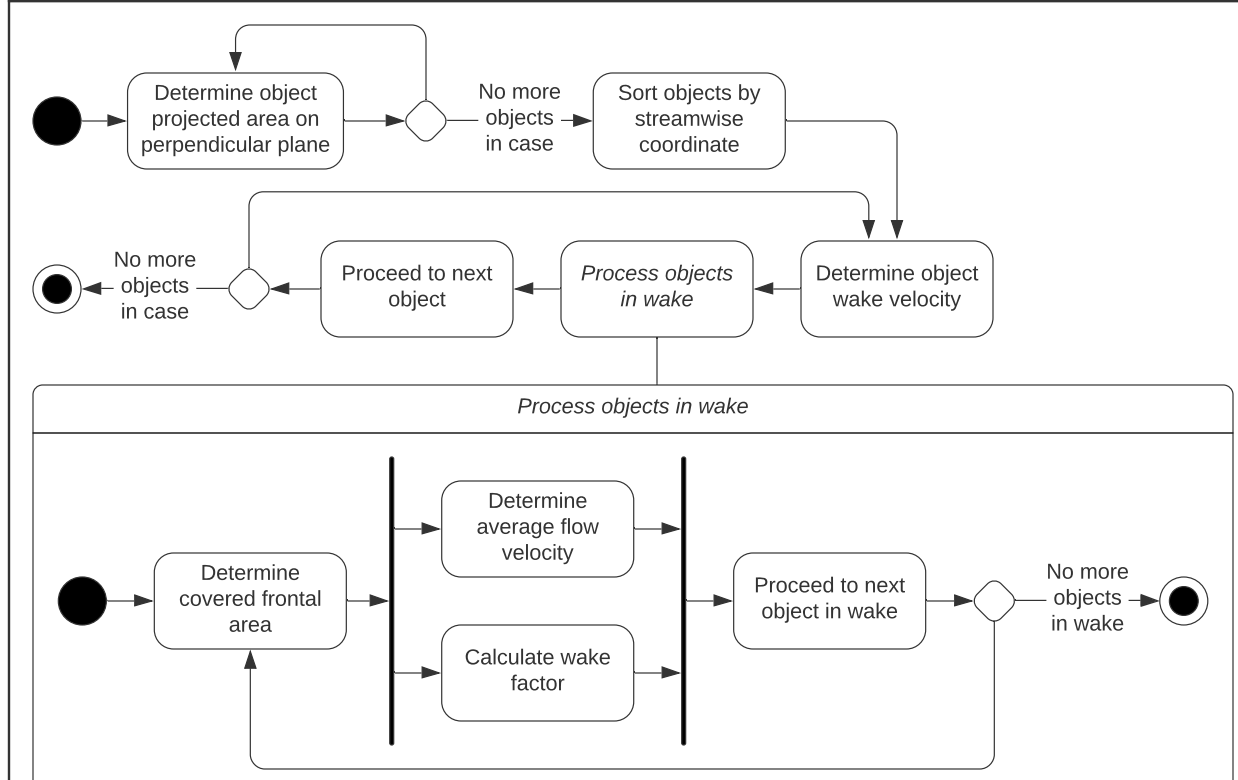 Determine object
projected area on
perpendicular plane
No more
objects
in case
Sort objects by
streamwise
coordinate
No more
objects
in case
Proceed to next
object
Process objects
in wake
Determine object
wake velocity
Process objects in wake
Determine
covered frontal
area
Determine
average flow
velocity
Calculate wake
factor
Proceed to next
object in wake
No more
objects
in wake